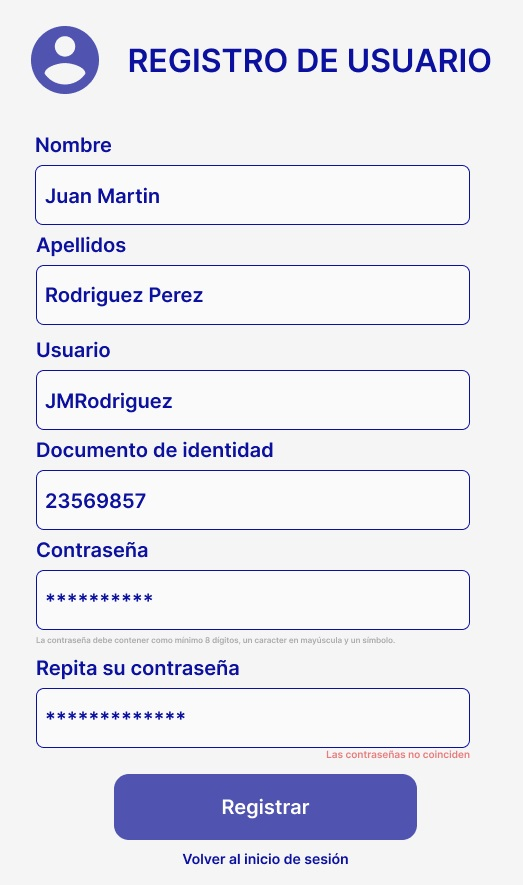 REGISTRO DE USUARIO
Nombre
Juan Martin
Apellidos
Rodriguez Perez
Usuario
JMRodriguez
Documento de identidad
23569857
Contraseña
**********
La contraseña debe contener como mínimo 8 dígitos, un caracter en mayúscula y un símbolo.
Repita su contraseña
*************
Las contraseñas no coinciden
Registrar
Volver al inicio de sesión